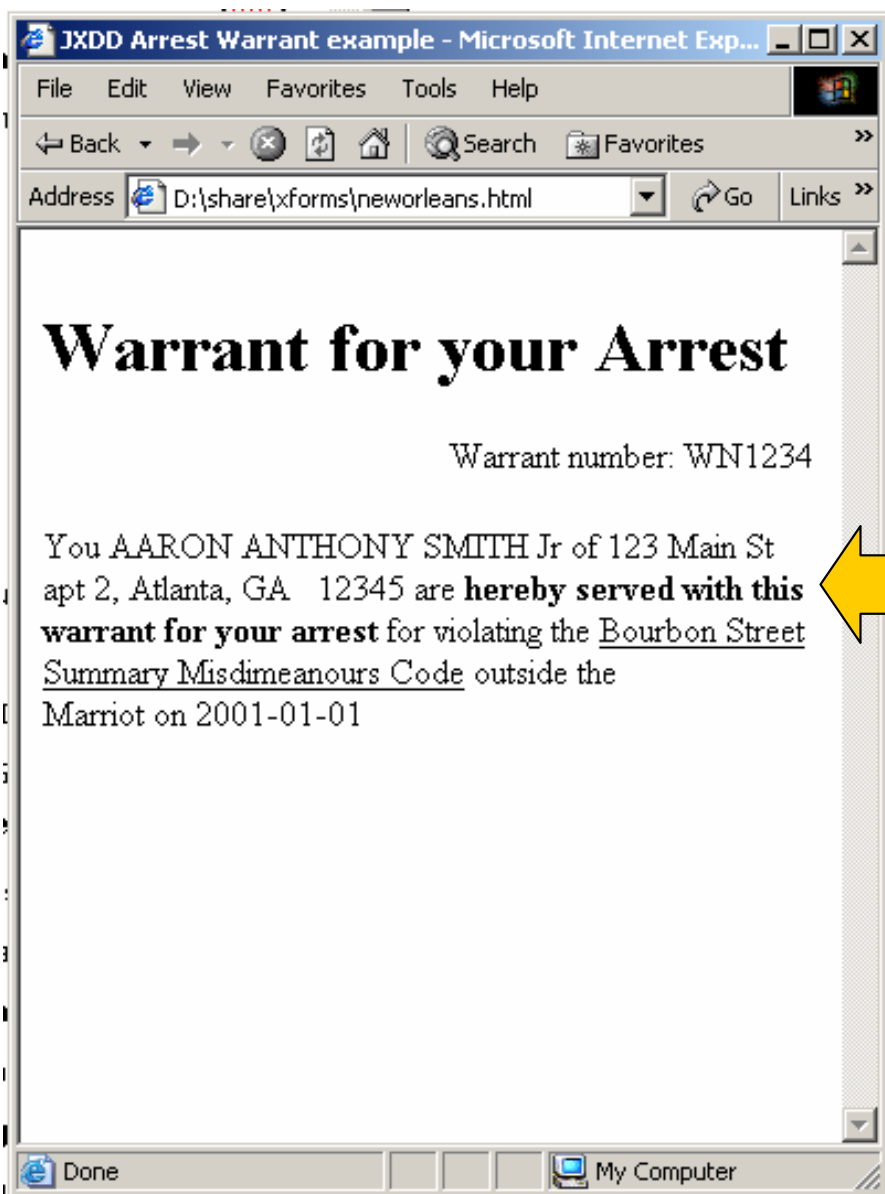 JXDD Arrest Warrant example - Microsoft Internet Exp...
File Edit View Favorites Tools Help
Back Search Favorites »
Address D:\share\xforms\neworleans.html Go Links »
Warrant for your Arrest
Warrant number: WN1234
You AARON ANTHONY SMITH Jr of 123 Main St
apt 2, Atlanta, GA 12345 are hereby served with this
warrant for your arrest for violating the Bourbon Street
Summary Misdimeanours Code outside the
Marriot on 2001-01-01
Done My Computer